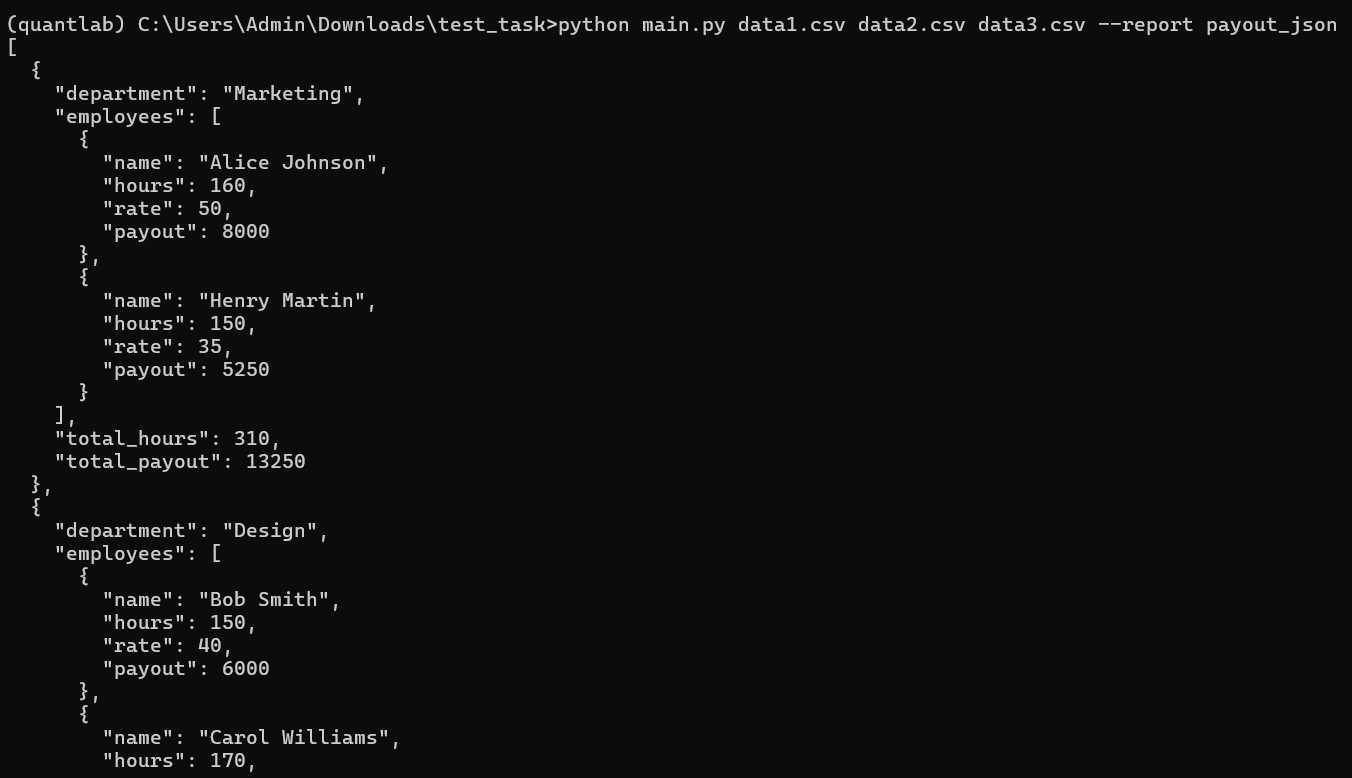 (quantlab) C:\Users\Admin\Downloads\test_task>python main.py data1.csv data2.csv data3.csv --report payout_json
[
  {
    "department": "Marketing",
    "employees": [
      {
        "name": "Alice Johnson",
        "hours": 160,
        "rate": 50,
        "payout": 8000
      },
      {
        "name": "Henry Martin",
        "hours": 150,
        "rate": 35,
        "payout": 5250
      }
    ],
    "total_hours": 310,
    "total_payout": 13250
  },
  {
    "department": "Design",
    "employees": [
      {
        "name": "Bob Smith",
        "hours": 150,
        "rate": 40,
        "payout": 6000
      },
      {
        "name": "Carol Williams",
        "hours": 170,